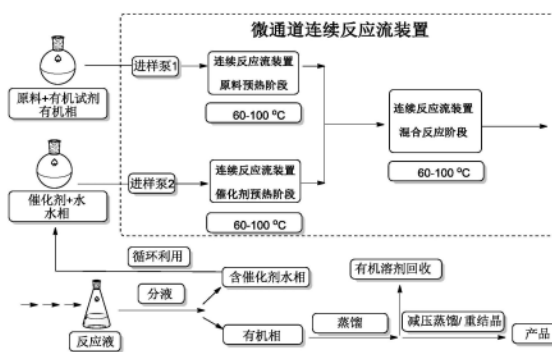 微通道连续反应流装置
进样泵1
连续反应流装置
原料预热阶段
原料+有机试剂
有机相
60-100 °C
连续反应流装置
混合反应阶段
60-100 °C
进样泵2
连续反应流装置
催化剂预热阶段
催化剂+水
水相
60-100 °C
循环利用
含催化剂水相
有机溶剂回收
分液
反应液
有机相
蒸馏
减压蒸馏/重结晶
产品